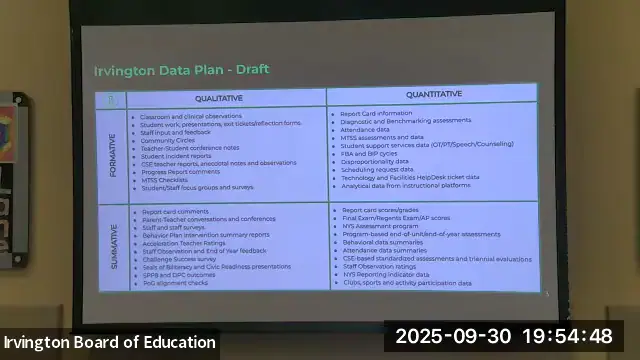 Irvington Data Plan - Draft
QUALITATIVE
QUANTITATIVE
FORMATIVE
Classroom and clinical observations
Student work, presentations, exit tickets/reflection forms
Staff input and feedback
Community Circles
Teacher-Student conference notes
Student incident reports
CSE teacher reports, anecdotal notes and observations
Progress Report comments
MTSS Checklists
Student/Staff focus groups and surveys
Report Card information
Diagnostic and Benchmarking assessments
Attendance data
MTSS assessments and data
Student support services data (OT/PT/Speech/Counseling)
FBA and BIP cycles
Disproportionality data
Scheduling request data
Technology and Facilities HelpDesk ticket data
Analytical data from instructional platforms
SUMMATIVE
Report card comments
Parent-Teacher conversations and conferences
Staff and staff surveys
Behavior Plan intervention summary reports
Acceleration Teacher Ratings
Staff Observation and End of Year feedback
Challenge Success survey
Seals of Biliteracy and Civic Readiness presentations
SPP8 and DPC outcomes
PoG alignment checks
Report card scores/grades
Final Exam/Regents Exam/AP scores
NYS Assessment program
Program-based end-of-unit/end-of-year assessments
Behavioral data summaries
Attendance data summaries
CSE-based standardized assessments and triennial evaluations
Staff Observation ratings
NYS Reporting indicator data
Clubs, sports and activity participation data
Irvington Board of Education
2025-09-30 19:54:48